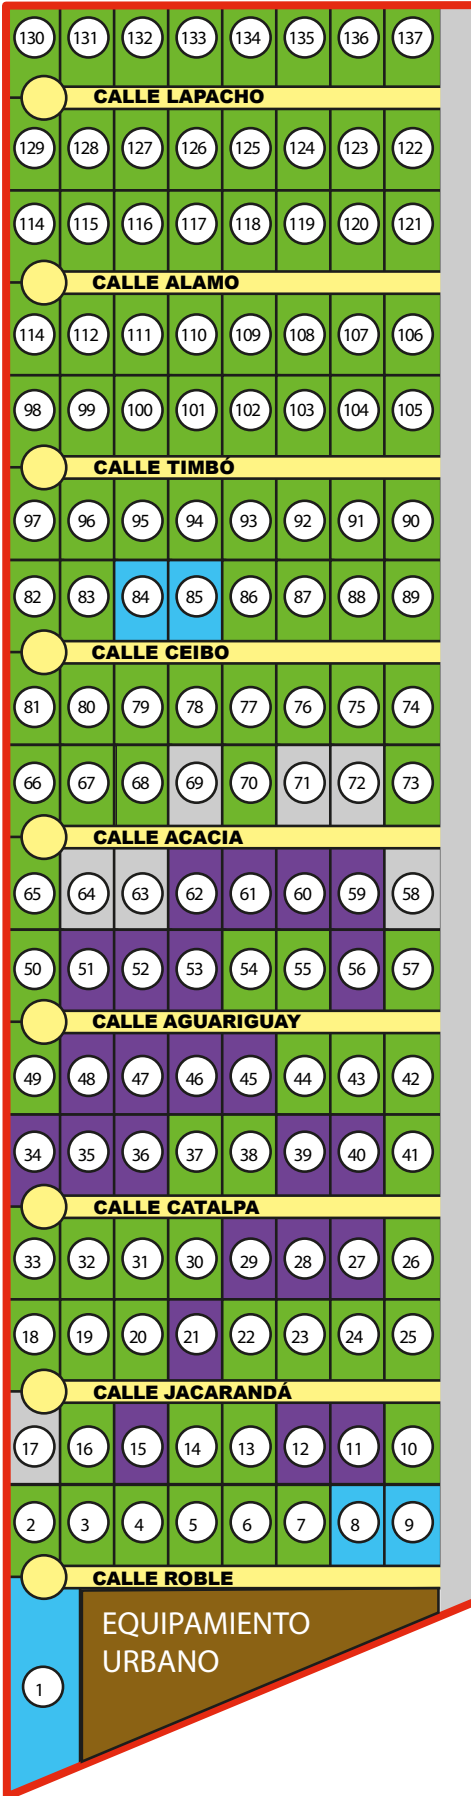 130 131 132 133 134 135 136 137
CALLE LAPACHO
129 128 127 126 125 124 123 122
114 115 116 117 118 119 120 121
CALLE ALAMO
114 112 111 110 109 108 107 106
98 99 100 101 102 103 104 105
CALLE TIMBÓ
97 96 95 94 93 92 91 90
82 83 84 85 86 87 88 89
CALLE CEIBO
81 80 79 78 77 76 75 74
66 67 68 69 70 71 72 73
CALLE ACACIA
65 64 63 62 61 60 59 58
50 51 52 53 54 55 56 57
CALLE AGUARIGUAY
49 48 47 46 45 44 43 42
34 35 36 37 38 39 40 41
CALLE CATALPA
33 32 31 30 29 28 27 26
18 19 20 21 22 23 24 25
CALLE JACARANDÁ
17 16 15 14 13 12 11 10
2 3 4 5 6 7 8 9
CALLE ROBLE
EQUIPAMIENTO
URBANO
1